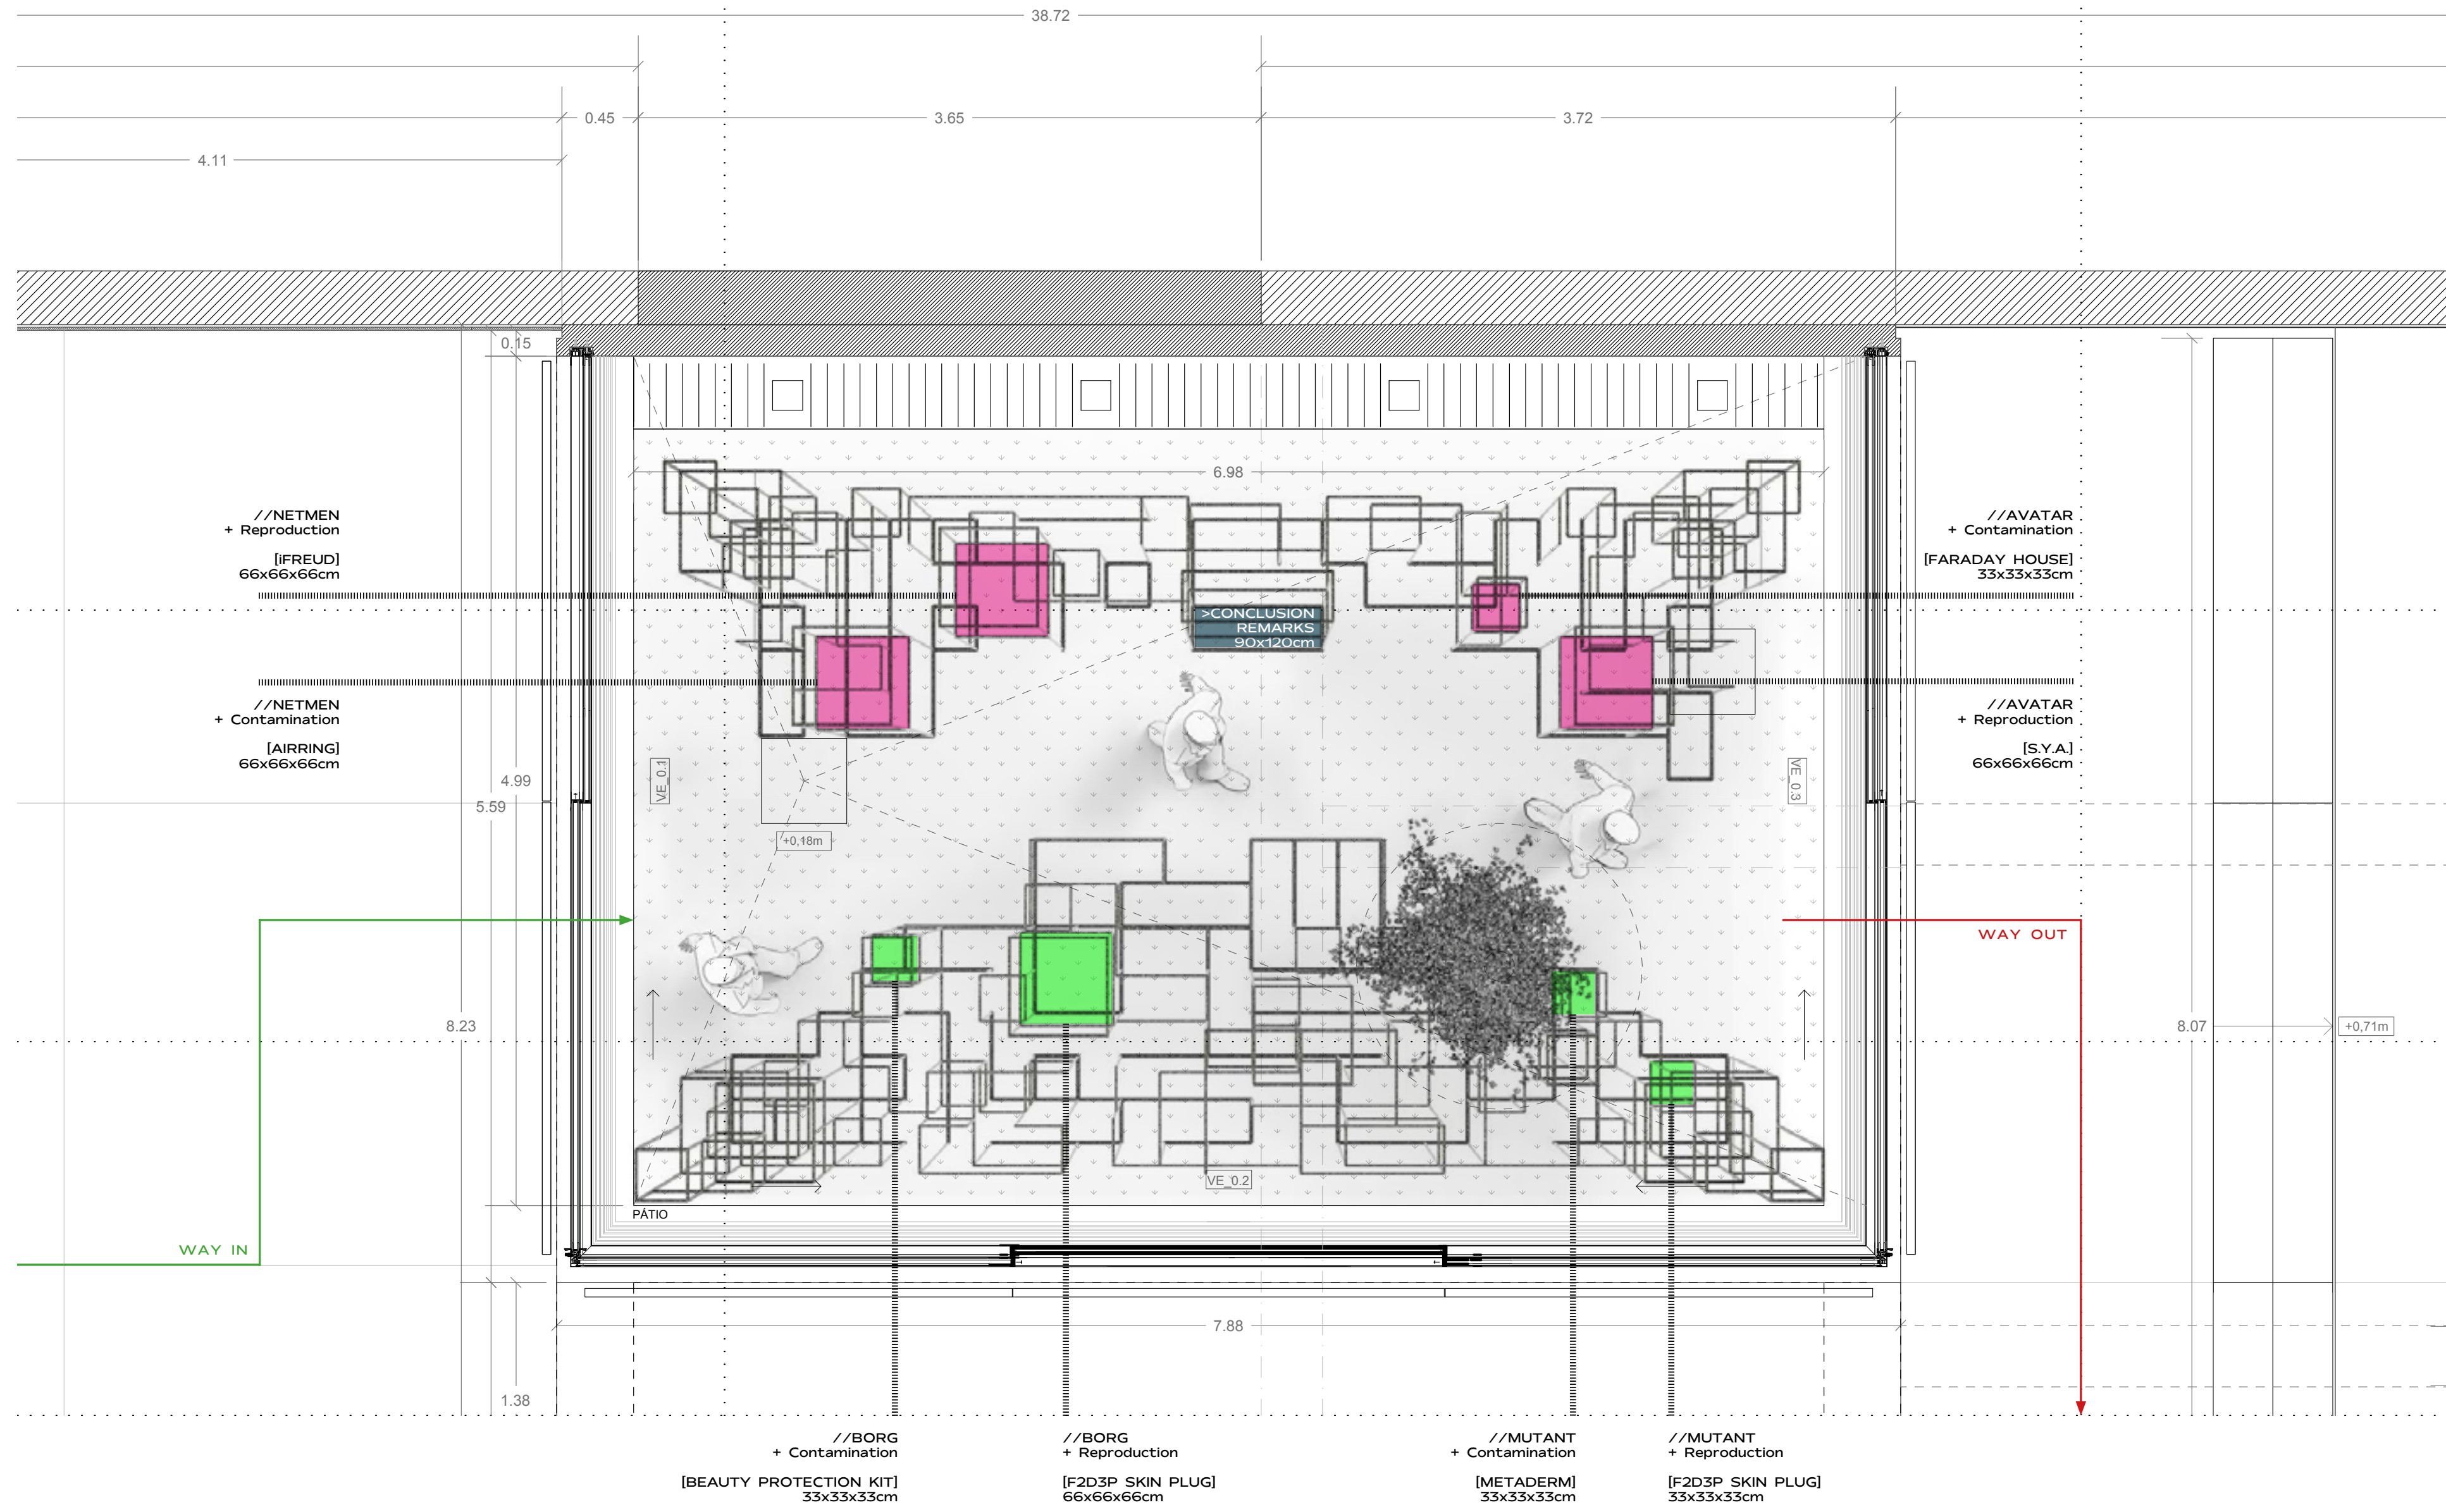 38.72
0.45
3.65
3.72
4.11
0.15
6.98
//NETMEN
+ Reproduction
[iFREUD]
66x66x66cm
//AVATAR
+ Contamination
[FARADAY HOUSE]
33x33x33cm
>CONCLUSION
REMARKS
90x120cm
//NETMEN
+ Contamination
[AIRRING]
66x66x66cm
//AVATAR
+ Reproduction
[S.Y.A.]
66x66x66cm
VE_0.1
VE_0.3
4.99
5.59
+0,18m
WAY OUT
8.23
8.07
+0,71m
VE_0.2
PÁTIO
WAY IN
7.88
1.38
//BORG
+ Contamination
[BEAUTY PROTECTION KIT]
33x33x33cm
//BORG
+ Reproduction
[F2D3P SKIN PLUG]
66x66x66cm
//MUTANT
+ Contamination
[METADERM]
33x33x33cm
//MUTANT
+ Reproduction
[F2D3P SKIN PLUG]
33x33x33cm